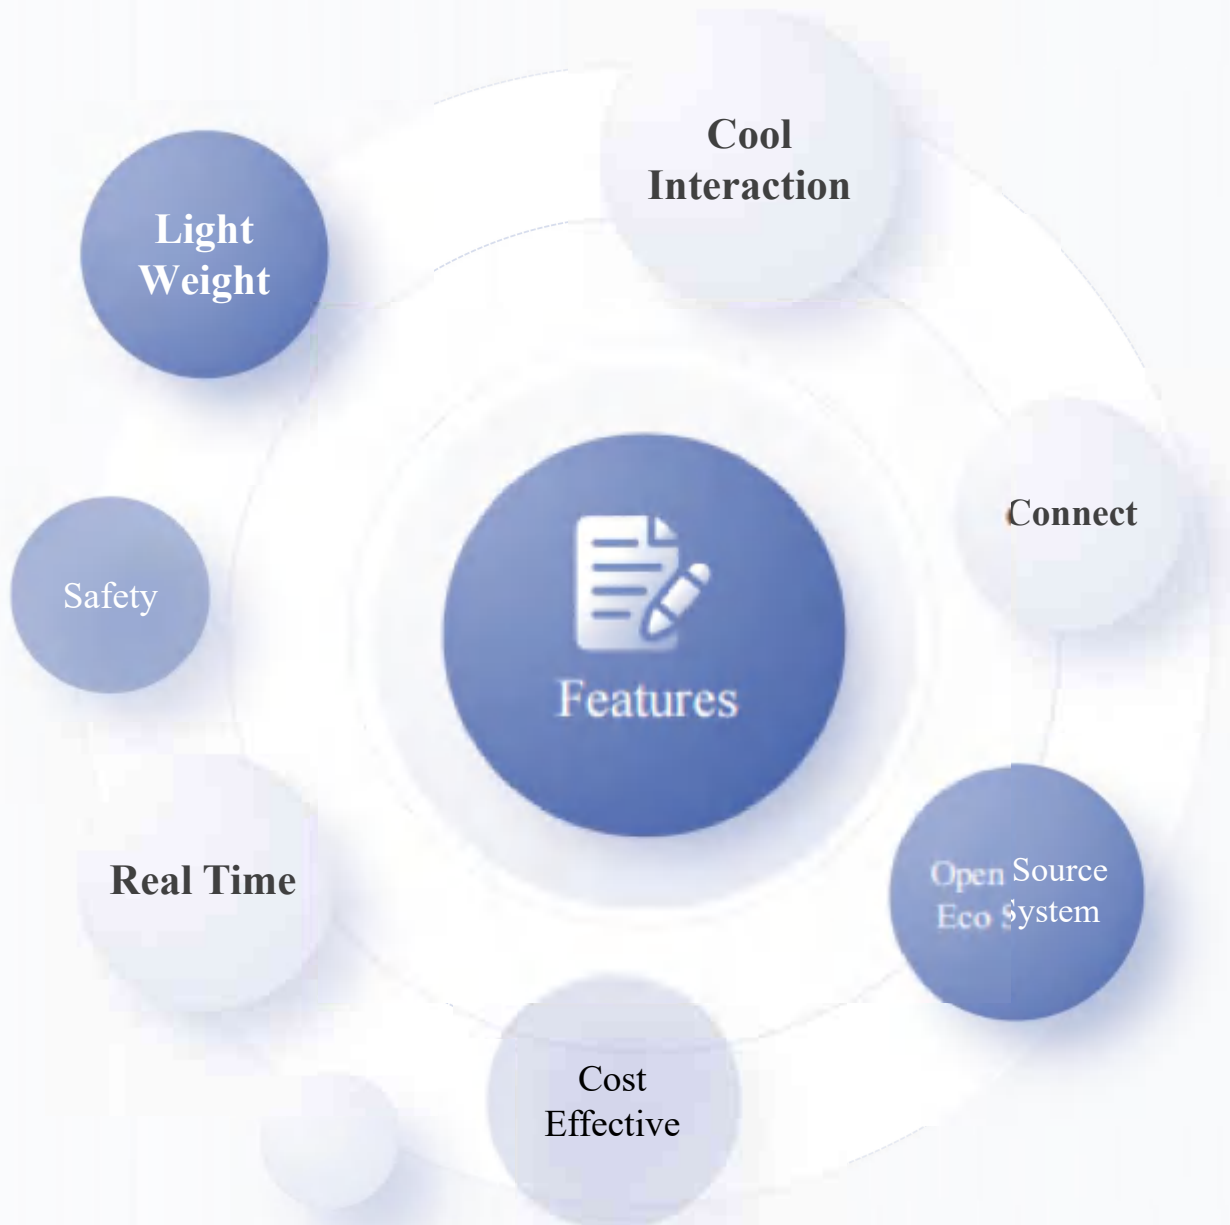 Cool
Interaction
Light
Weight
Connect
Safety
Features
Real Time
Open Source
Eco System
Cost
Effective